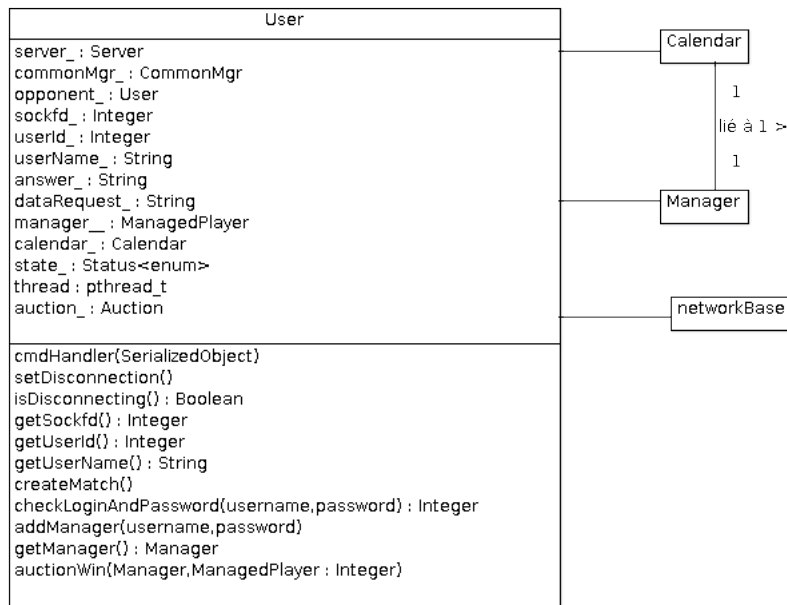 User
server_ : Server
commonMgr_ : CommonMgr
opponent_ : User
sockfd_ : Integer
userId_ : Integer
userName_ : String
answer_ : String
dataRequest_ : String
manager__ : ManagedPlayer
calendar_ : Calendar
state_ : Status<enum>
thread : pthread_t
auction_ : Auction
cmdHandler(SerializedObject)
setDisconnection()
isDisconnecting() : Boolean
getSockfd() : Integer
getUserId() : Integer
getUserName() : String
createMatch()
checkLoginAndPassword(username,password) : Integer
addManager(username,password)
getManager() : Manager
auctionWin(Manager,ManagedPlayer : Integer)
Calendar
1
lié à 1 >
1
Manager
networkBase